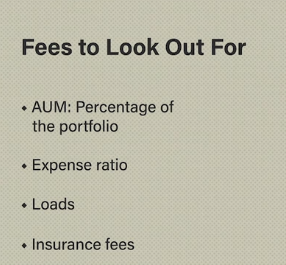 Fees to Look Out For
• AUM: Percentage of
the portfolio
• Expense ratio
• Loads
• Insurance fees